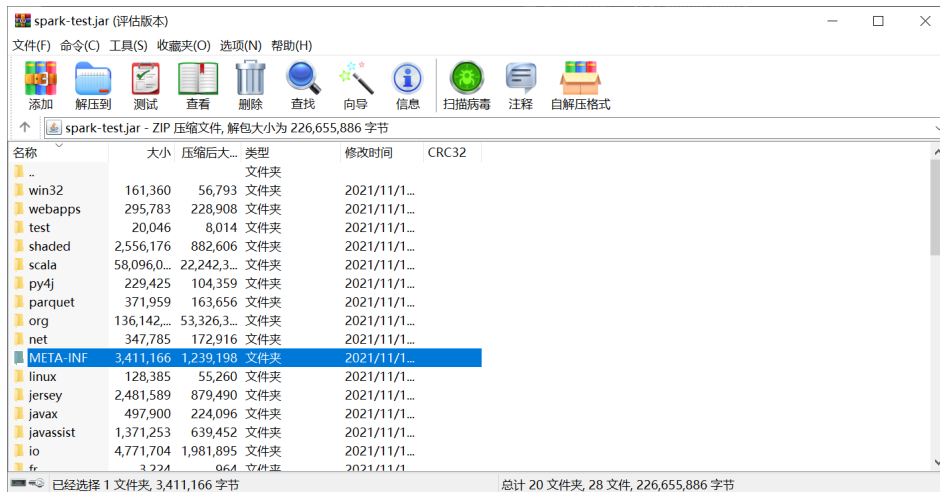 spark-test.jar (评估版本)
文件(F) 命令(C) 工具(S) 收藏夹(O) 选项(N) 帮助(H)
添加 解压到 测试 查看 删除 查找 向导 信息 扫描病毒 注释 自解压格式
spark-test.jar - ZIP 压缩文件, 解包大小为 226,655,886 字节
名称 大小 压缩后大... 类型 修改时间 CRC32
.. 文件夹
win32 161,360 56,793 文件夹 2021/11/1...
webapps 295,783 228,908 文件夹 2021/11/1...
test 20,046 8,014 文件夹 2021/11/1...
shaded 2,556,176 882,606 文件夹 2021/11/1...
scala 58,096,0... 22,242,3... 文件夹 2021/11/1...
py4j 229,425 104,359 文件夹 2021/11/1...
parquet 371,959 163,656 文件夹 2021/11/1...
org 136,142,... 53,326,3... 文件夹 2021/11/1...
net 347,785 172,916 文件夹 2021/11/1...
META-INF 3,411,166 1,239,198 文件夹 2021/11/1...
linux 128,385 55,260 文件夹 2021/11/1...
jersey 2,481,589 879,490 文件夹 2021/11/1...
javax 497,900 224,096 文件夹 2021/11/1...
javassist 1,371,253 639,452 文件夹 2021/11/1...
io 4,771,704 1,981,895 文件夹 2021/11/1...
fr 3,224 964 文件夹 2021/11/1...
已经选择 1 文件夹, 3,411,166 字节 总计 20 文件夹, 28 文件, 226,655,886 字节